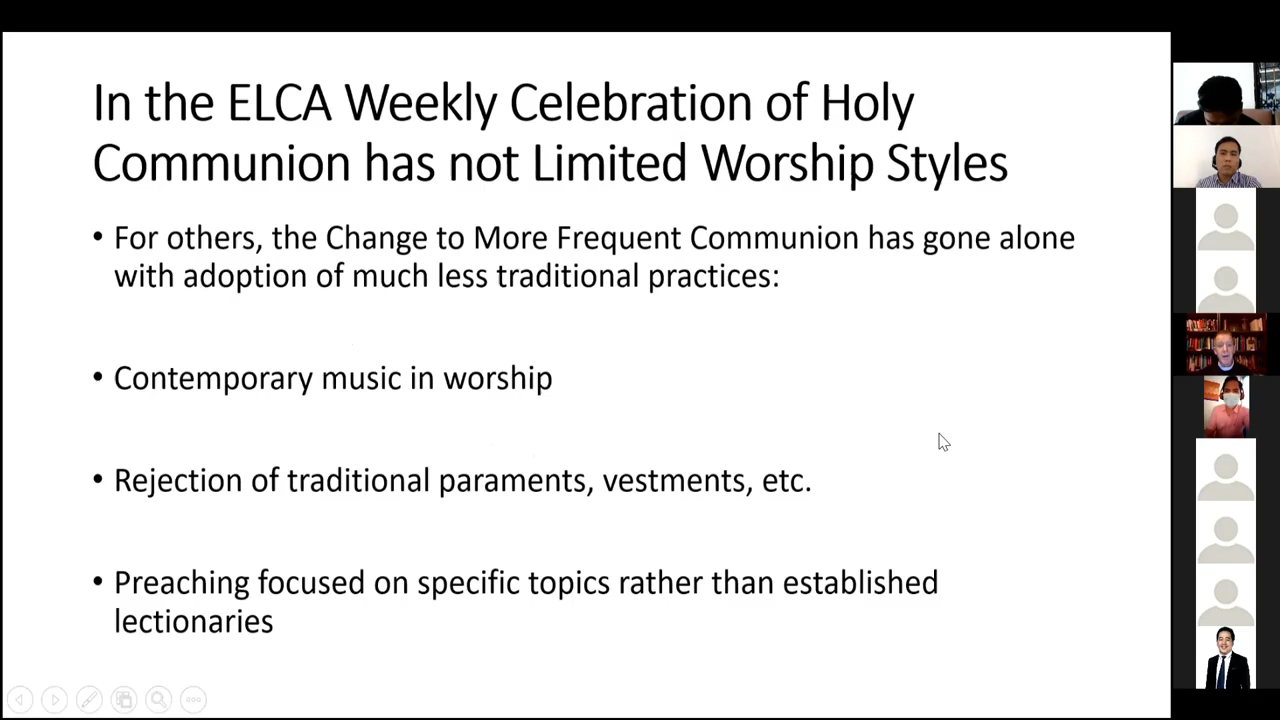 In the ELCA Weekly Celebration of Holy
Communion has not Limited Worship Styles
• For others, the Change to More Frequent Communion has gone alone
with adoption of much less traditional practices:
• Contemporary music in worship
• Rejection of traditional paraments, vestments, etc.
• Preaching focused on specific topics rather than established
lectionaries